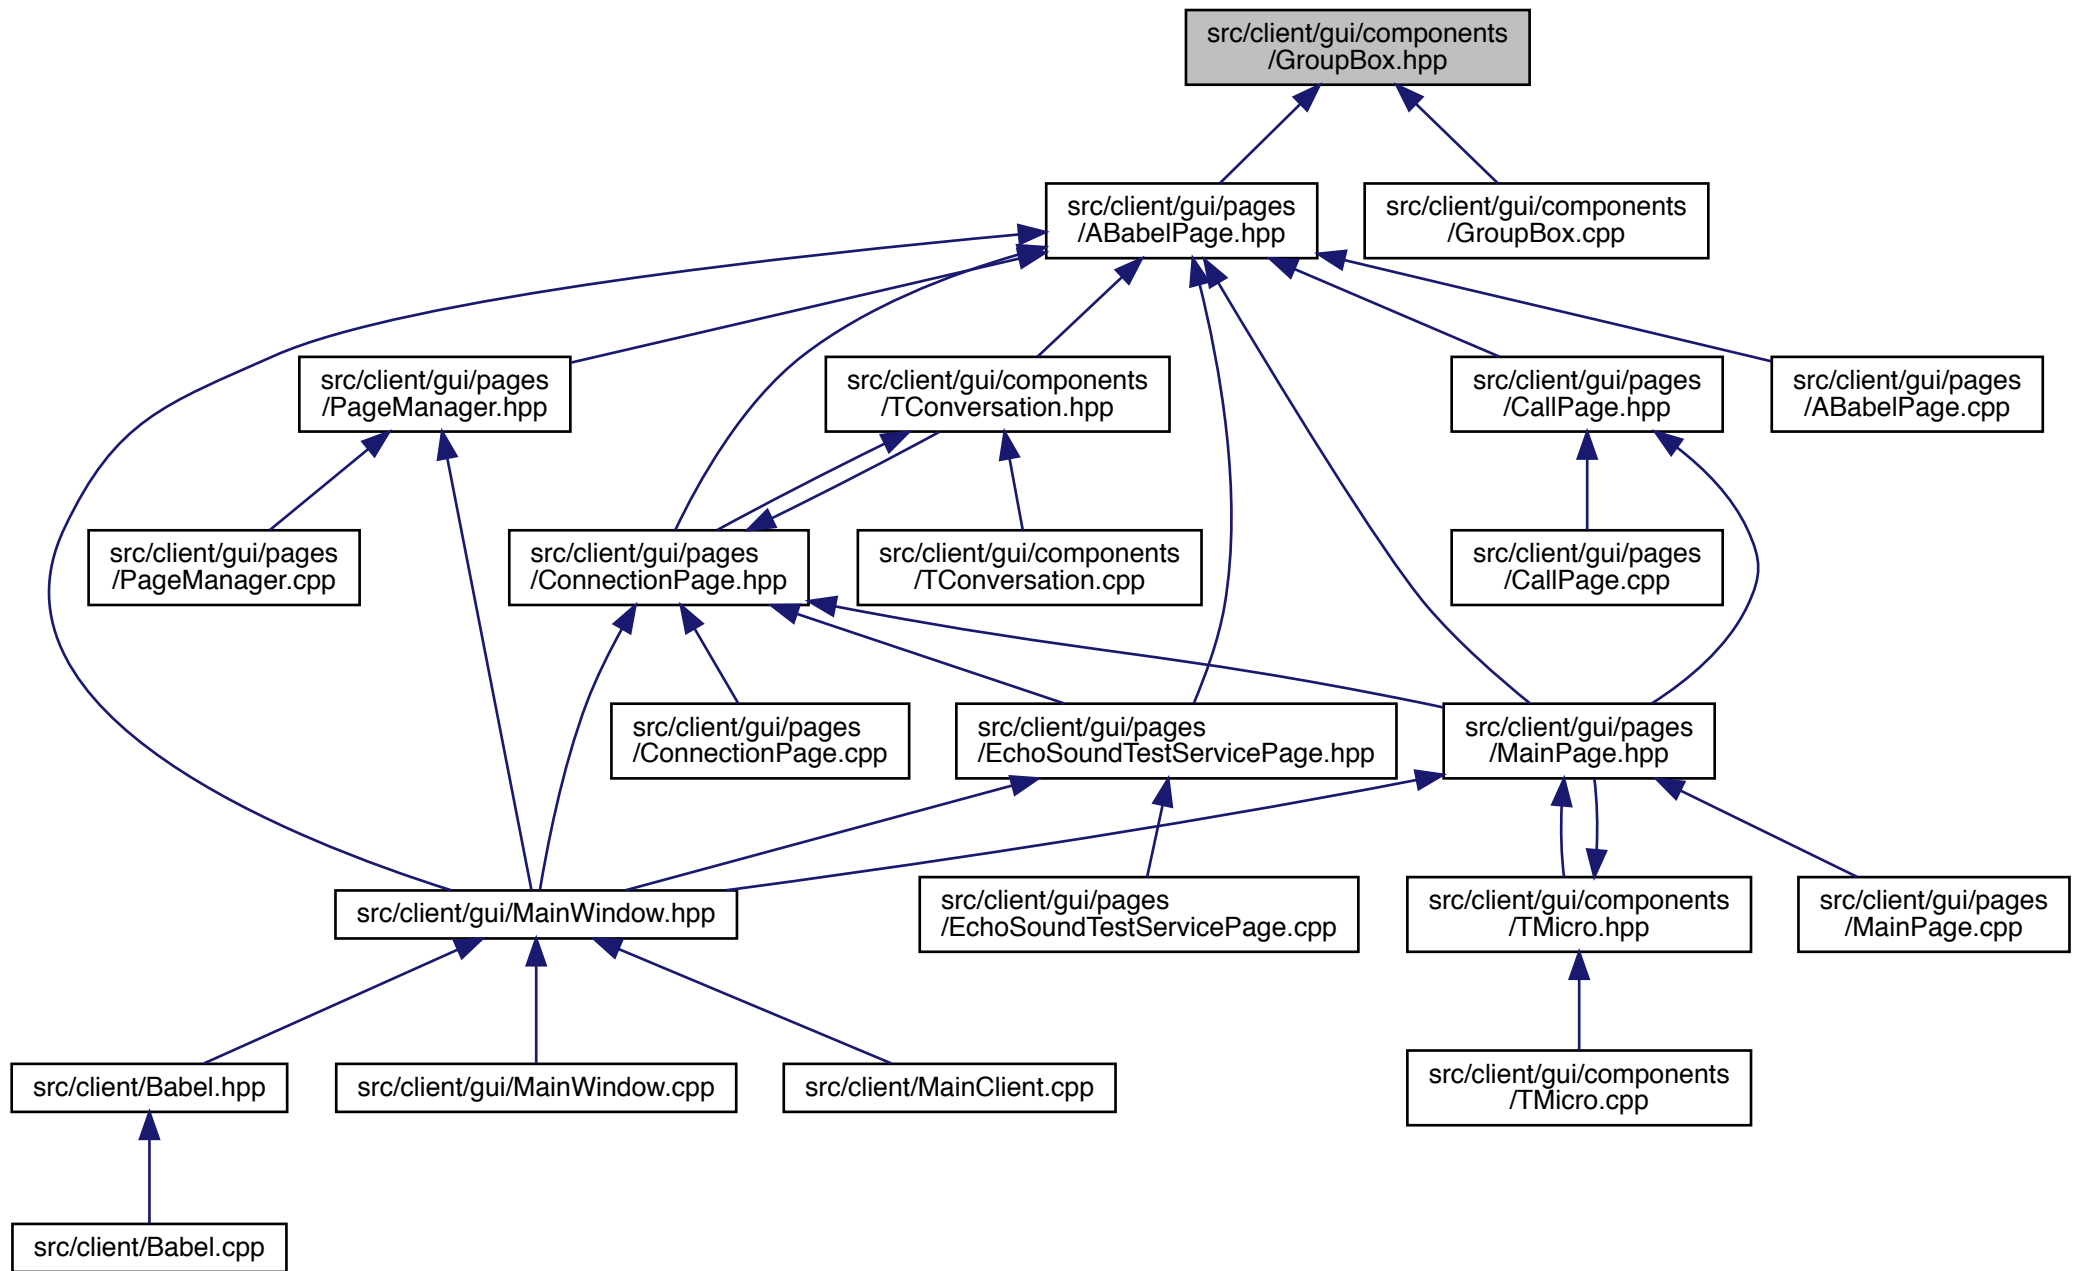 src/client/gui/components
/GroupBox.hpp
src/client/gui/pages
/ABabelPage.hpp
src/client/gui/components
/GroupBox.cpp
src/client/gui/pages
/PageManager.hpp
src/client/gui/components
/TConversation.hpp
src/client/gui/pages
/CallPage.hpp
src/client/gui/pages
/ABabelPage.cpp
src/client/gui/pages
/PageManager.cpp
src/client/gui/pages
/ConnectionPage.hpp
src/client/gui/components
/TConversation.cpp
src/client/gui/pages
/CallPage.cpp
src/client/gui/pages
/ConnectionPage.cpp
src/client/gui/pages
/EchoSoundTestServicePage.hpp
src/client/gui/pages
/MainPage.hpp
src/client/gui/MainWindow.hpp
src/client/gui/pages
/EchoSoundTestServicePage.cpp
src/client/gui/components
/TMicro.hpp
src/client/gui/pages
/MainPage.cpp
src/client/Babel.hpp
src/client/gui/MainWindow.cpp
src/client/MainClient.cpp
src/client/gui/components
/TMicro.cpp
src/client/Babel.cpp